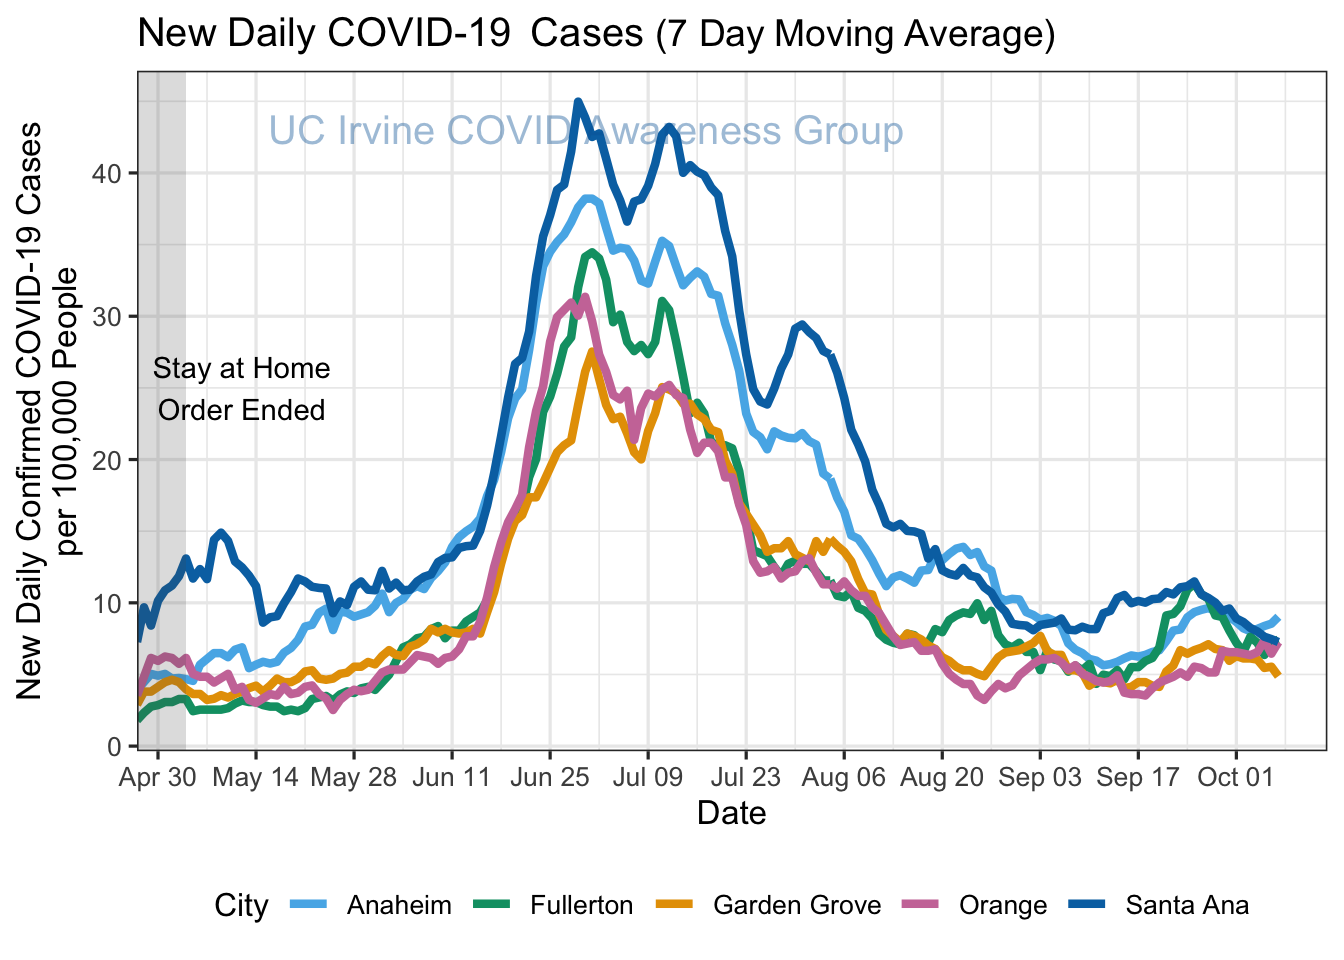 New Daily COVID-19  Cases (7 Day Moving Average)
UC Irvine COVID Awareness Group
New Daily Confirmed COVID-19 Cases
per 100,000 People
40
30
20
10
0
Stay at Home
Order Ended
Apr 30 May 14 May 28 Jun 11 Jun 25 Jul 09 Jul 23 Aug 06 Aug 20 Sep 03 Sep 17 Oct 01
Date
City Anaheim Fullerton Garden Grove Orange Santa Ana